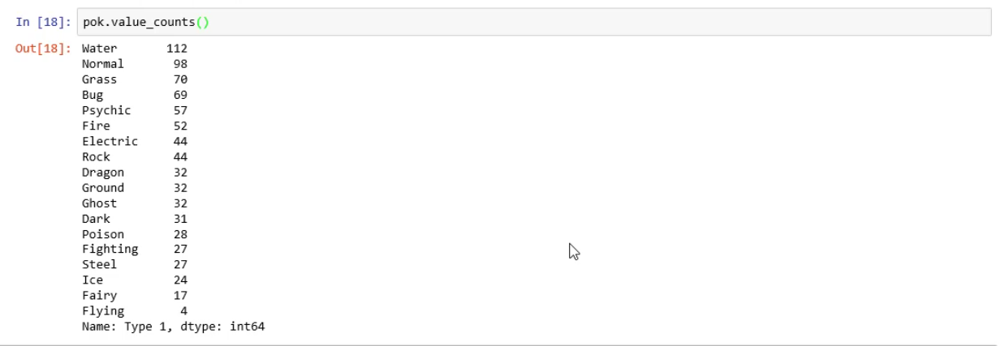 In [18]: pok.value_counts()
Out[18]: Water 112
Normal 98
Grass 70
Bug 69
Psychic 57
Fire 52
Electric 44
Rock 44
Dragon 32
Ground 32
Ghost 32
Dark 31
Poison 28
Fighting 27
Steel 27
Ice 24
Fairy 17
Flying 4
Name: Type 1, dtype: int64